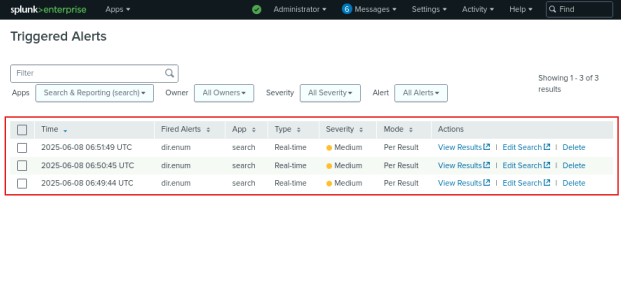 splunk>enterprise Apps Administrator 6 Messages Settings Activity Help Find
Triggered Alerts
Filter
Showing 1 - 3 of 3 results
Apps Search & Reporting (search) Owner All Owners Severity All Severity Alert All Alerts
Time Fired Alerts App Type Severity Mode Actions
2025-06-08 06:51:49 UTC dir.enum search Real-time Medium Per Result View Results | Edit Search | Delete
2025-06-08 06:50:45 UTC dir.enum search Real-time Medium Per Result View Results | Edit Search | Delete
2025-06-08 06:49:44 UTC dir.enum search Real-time Medium Per Result View Results | Edit Search | Delete